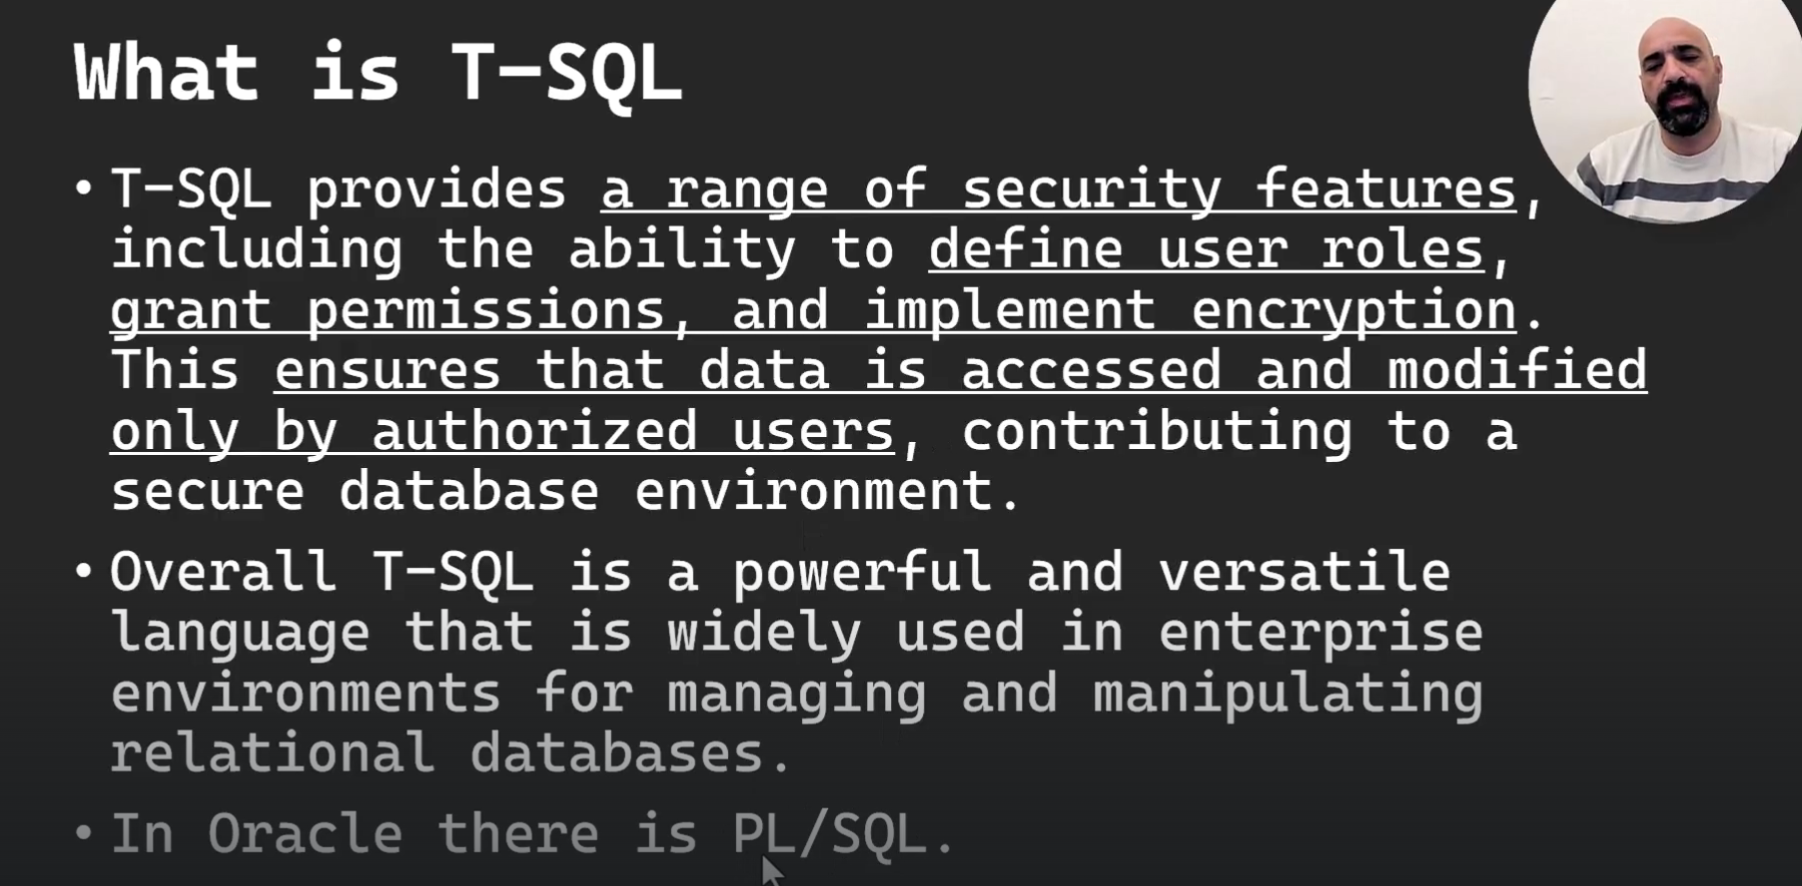 What is T-SQL
• T-SQL provides a range of security features,
including the ability to define user roles,
grant permissions, and implement encryption.
This ensures that data is accessed and modified
only by authorized users, contributing to a
secure database environment.
• Overall T-SQL is a powerful and versatile
language that is widely used in enterprise
environments for managing and manipulating
relational databases.
• In Oracle there is PL/SQL.